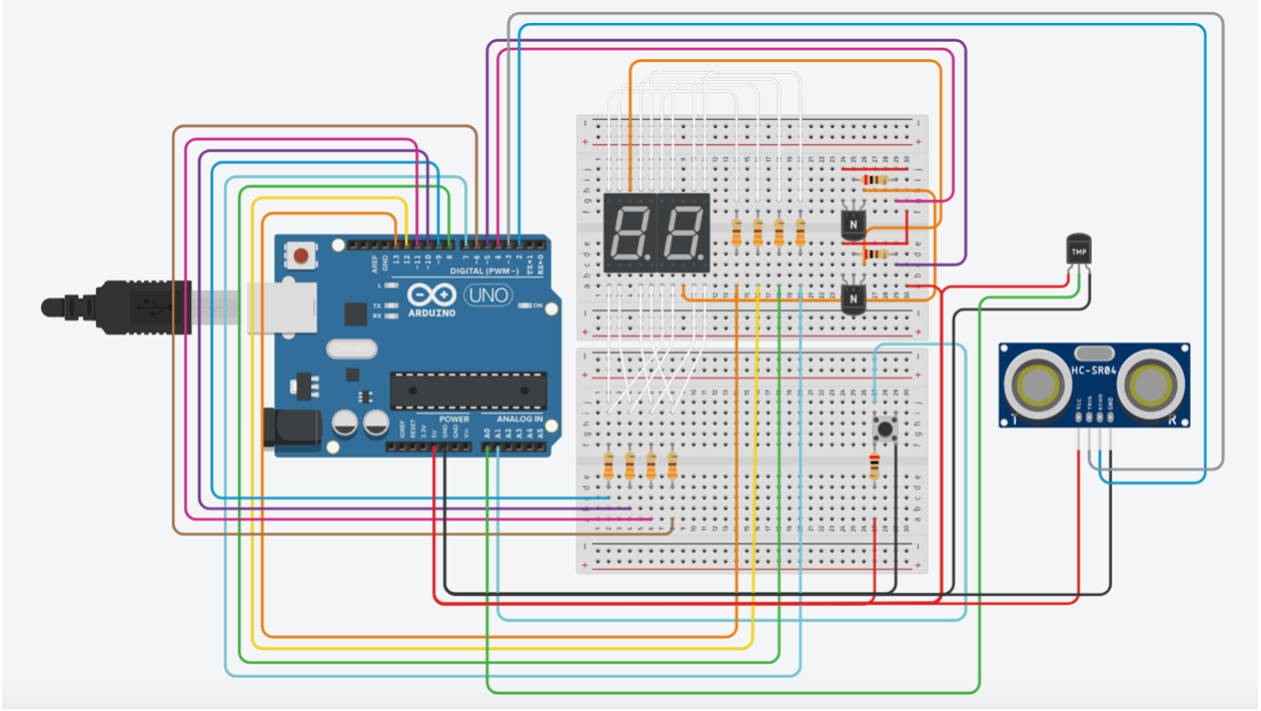 AREF
GND
13
12
~11
~10
~9
8
7
~6
~5
4
~3
2
TX→1
RX←0
DIGITAL (PWM~)
L
TX
RX
ARDUINO
UNO
ON
POWER
ANALOG IN
IOREF
RESET
3.3V
5V
GND
GND
Vin
A0
A1
A2
A3
A4
A5
88
N
N
TMP
HC-SR04
VCC
TRIG
ECHO
GND
T
R